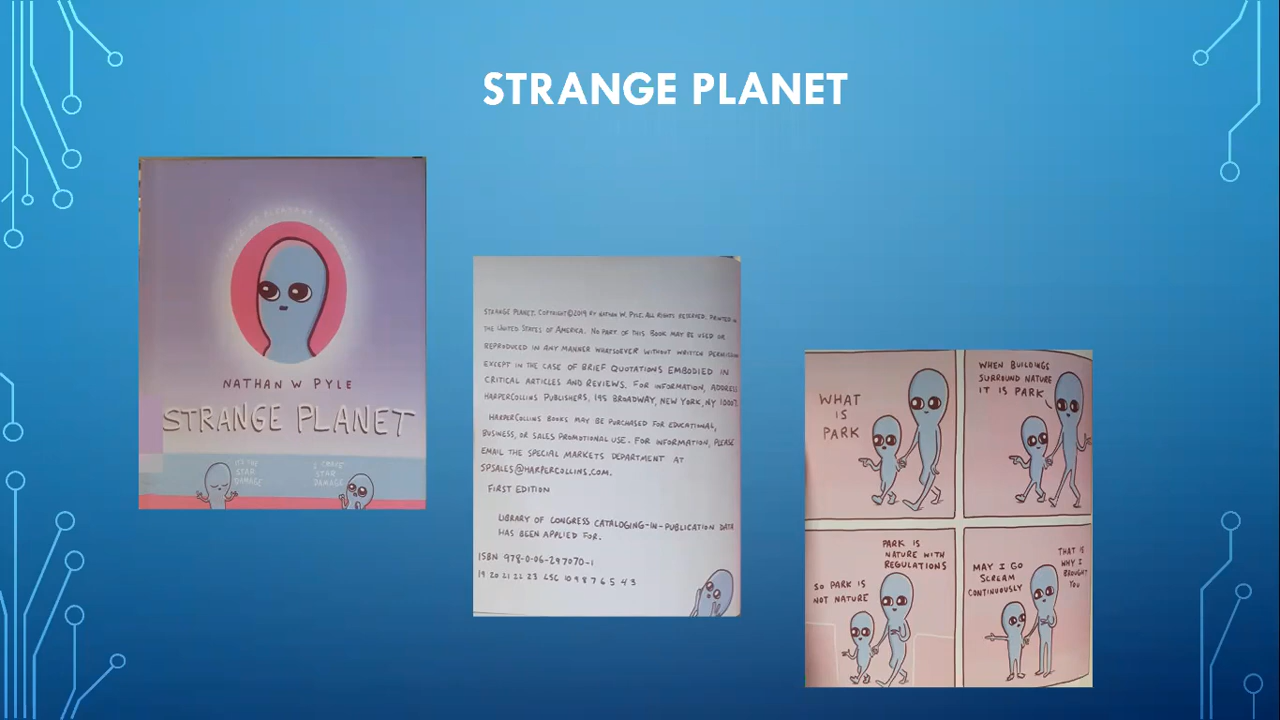 STRANGE PLANET
NATHAN W PYLE
STRANGE PLANET
IT'S THE
STAR
DAMAGE
I CRAVE
STAR
DAMAGE
STRANGE PLANET. COPYRIGHT©2019 BY NATHAN W. PYLE. ALL RIGHTS RESERVED. PRINTED IN
THE UNITED STATES OF AMERICA. NO PART OF THIS BOOK MAY BE USED OR
REPRODUCED IN ANY MANNER WHATSOEVER WITHOUT WRITTEN PERMISSION
EXCEPT IN THE CASE OF BRIEF QUOTATIONS EMBODIED IN
CRITICAL ARTICLES AND REVIEWS. FOR INFORMATION, ADDRESS
HARPERCOLLINS PUBLISHERS, 195 BROADWAY, NEW YORK, NY 10007.
HARPERCOLLINS BOOKS MAY BE PURCHASED FOR EDUCATIONAL,
BUSINESS, OR SALES PROMOTIONAL USE. FOR INFORMATION, PLEASE
EMAIL THE SPECIAL MARKETS DEPARTMENT AT
SPSALES@HARPERCOLLINS.COM.
FIRST EDITION
LIBRARY OF CONGRESS CATALOGING-IN-PUBLICATION DATA
HAS BEEN APPLIED FOR.
ISBN 978-0-06-297070-1
19 20 21 22 23 LSC 10 9 8 7 6 5 4 3
WHAT
IS
PARK
WHEN BUILDINGS
SURROUND NATURE
IT IS PARK
PARK IS
NATURE WITH
REGULATIONS
SO PARK IS
NOT NATURE
MAY I GO
SCREAM
CONTINUOUSLY
THAT IS
WHY I
BROUGHT
YOU